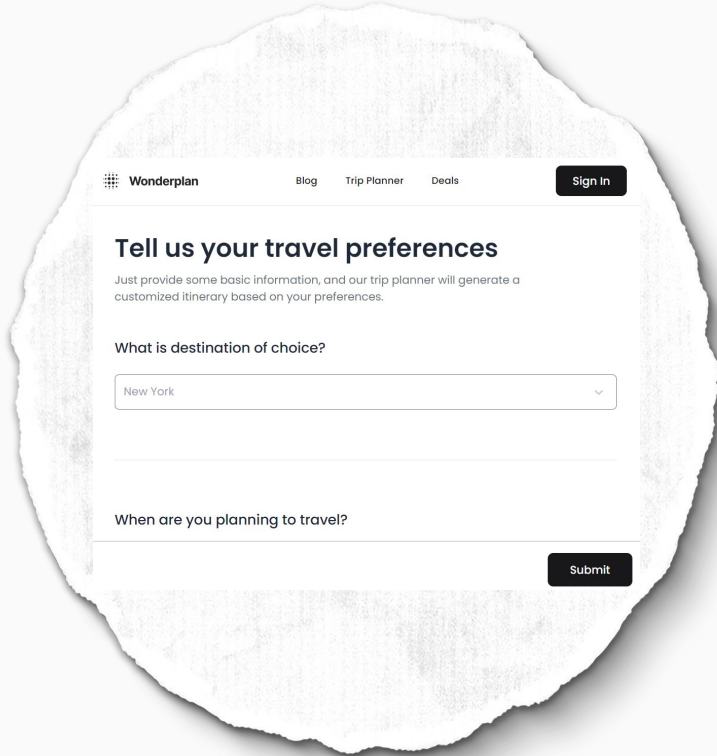 Wonderplan
Blog
Trip Planner
Deals
Sign In
Tell us your travel preferences
Just provide some basic information, and our trip planner will generate a
customized itinerary based on your preferences.
What is destination of choice?
New York
When are you planning to travel?
Submit